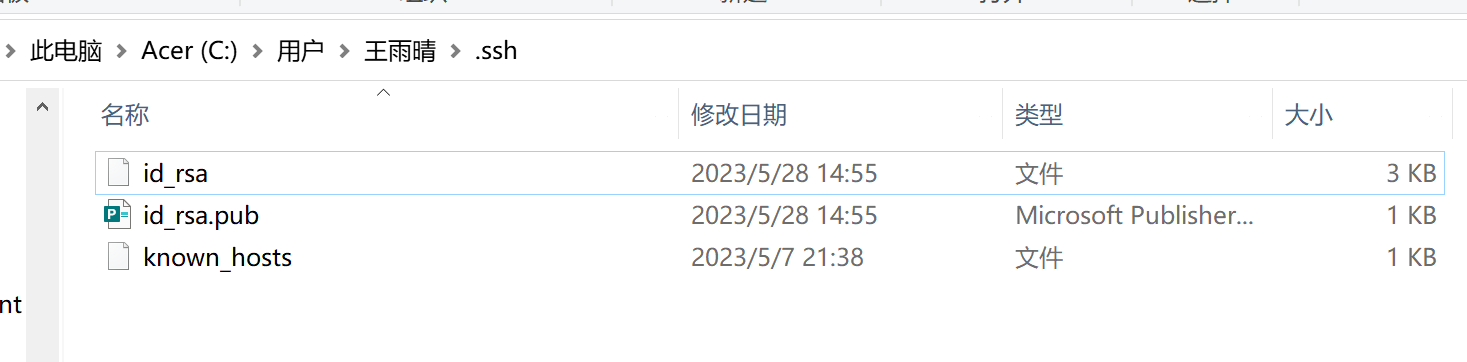 此电脑 > Acer (C:) > 用户 > 王雨晴 > .ssh
名称 修改日期 类型 大小
id_rsa 2023/5/28 14:55 文件 3 KB
id_rsa.pub 2023/5/28 14:55 Microsoft Publisher... 1 KB
known_hosts 2023/5/7 21:38 文件 1 KB
nt